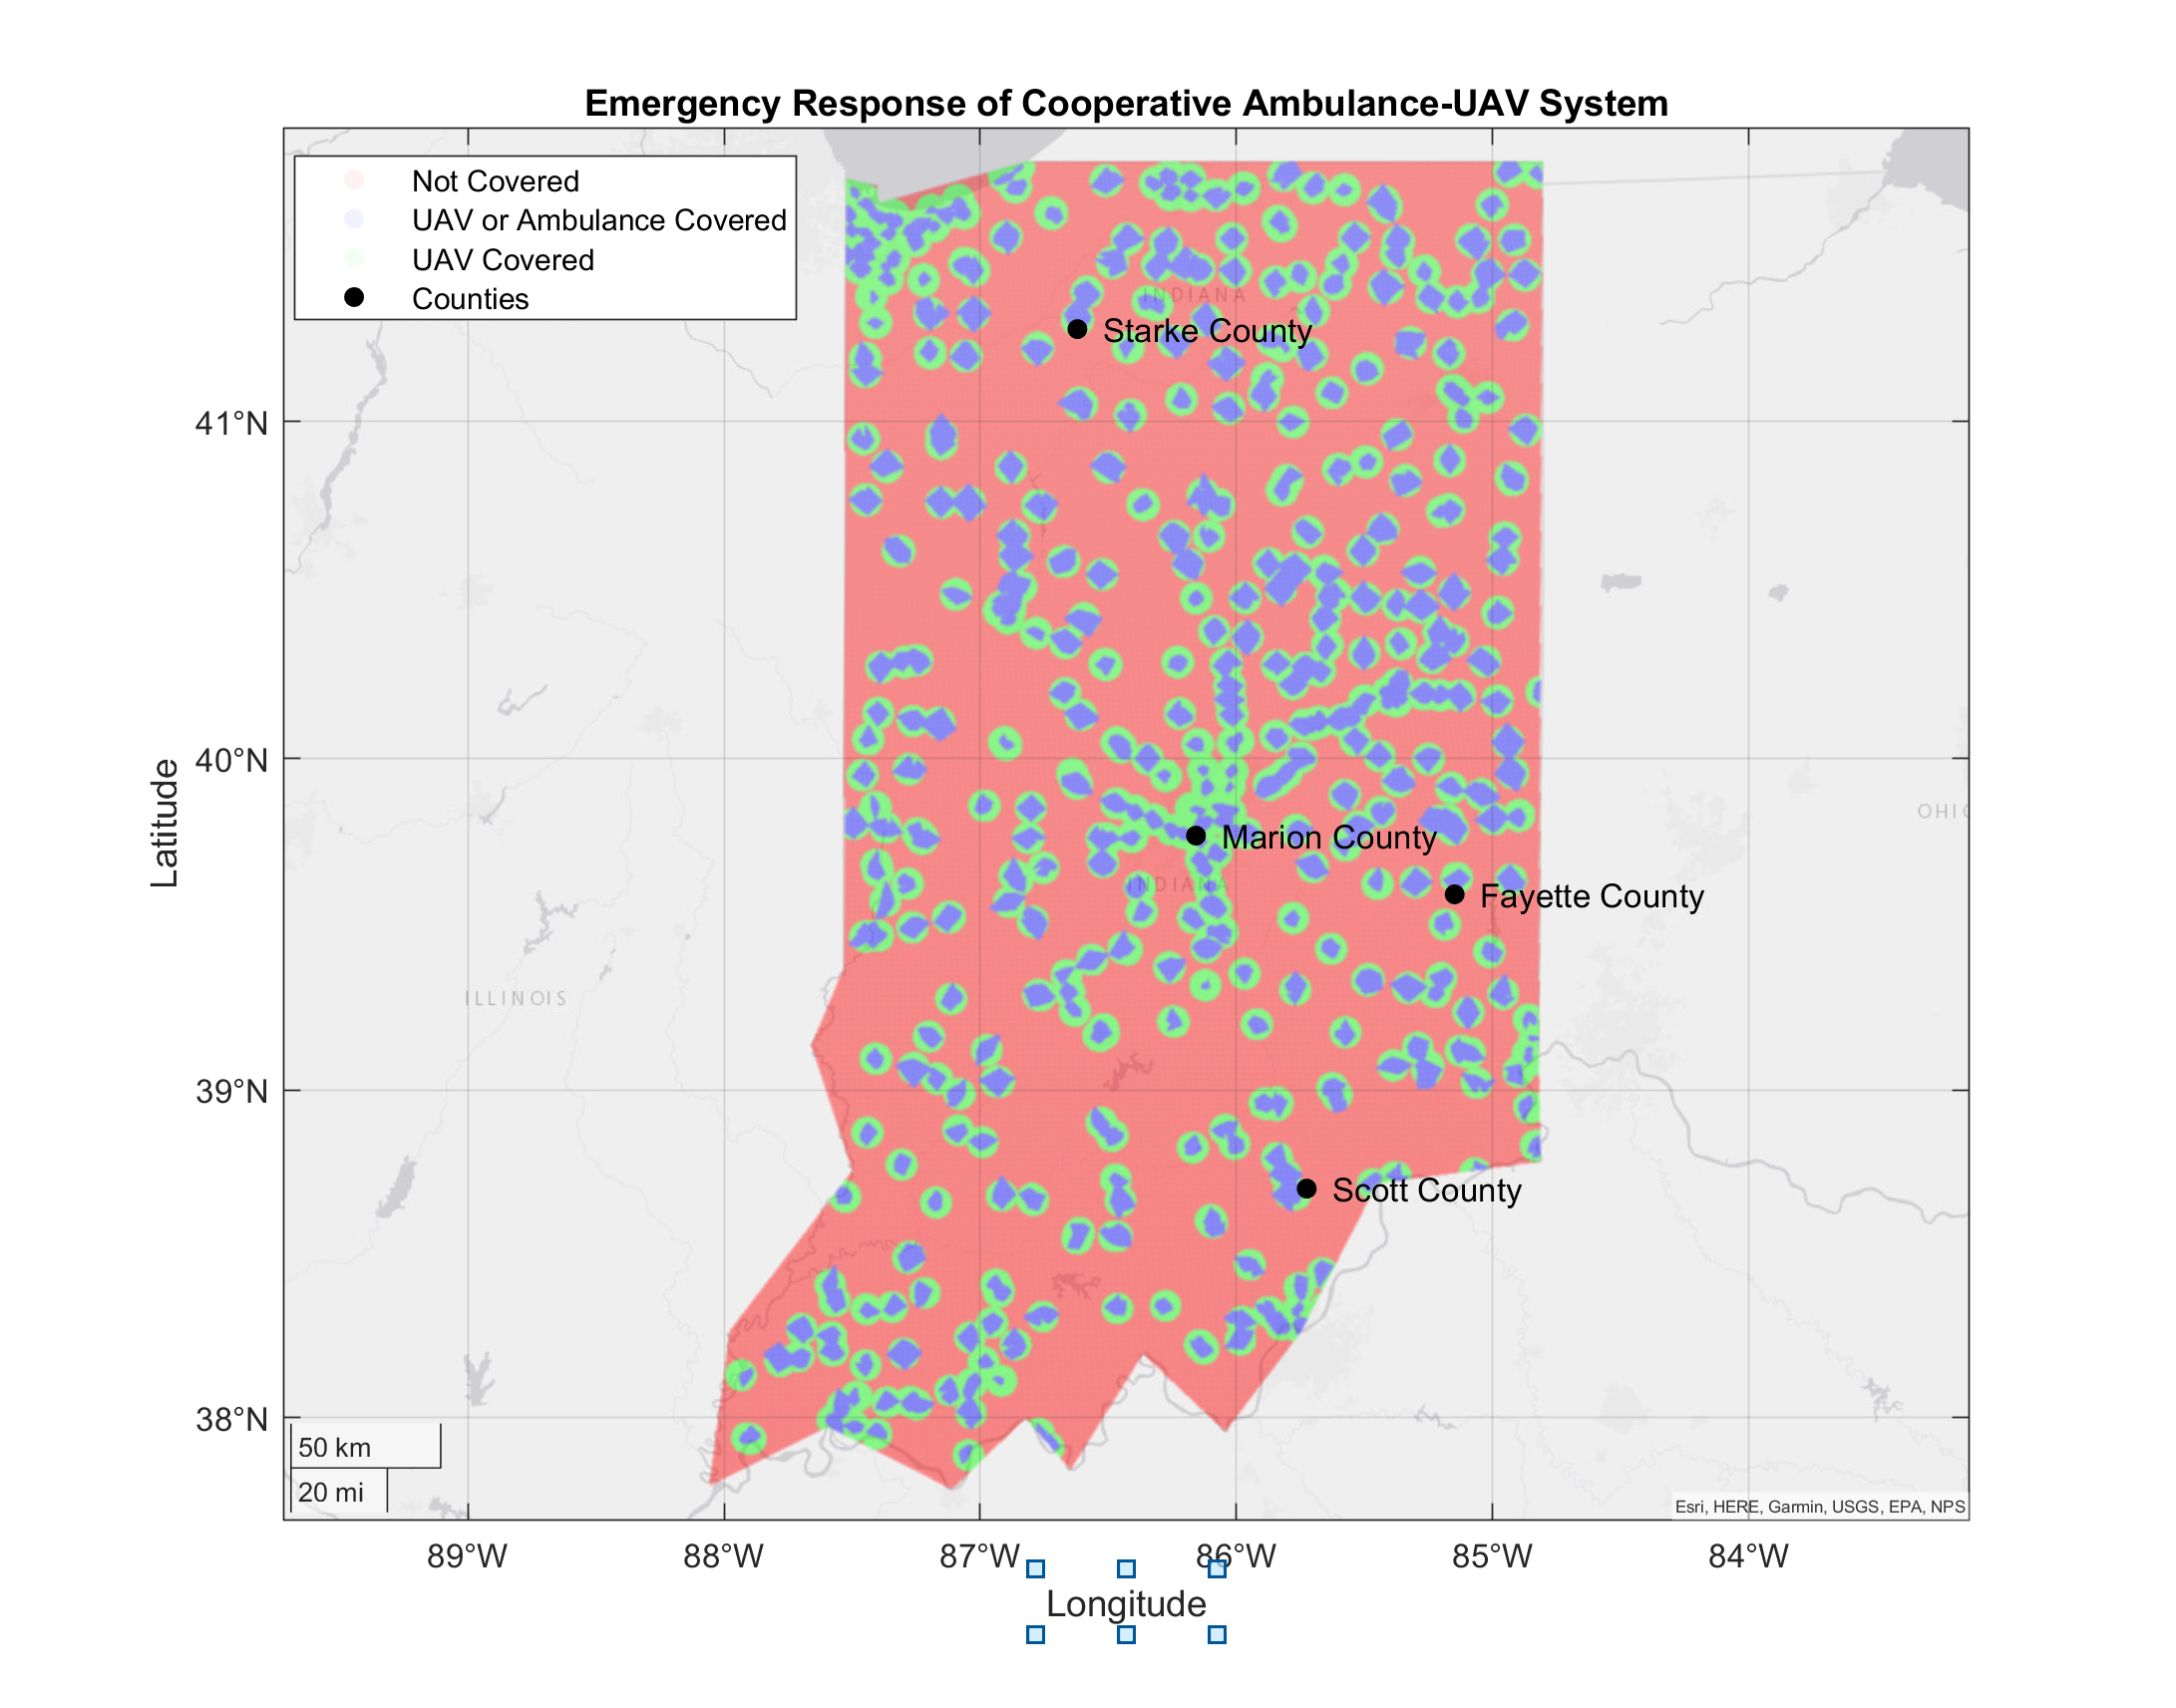 Emergency Response of Cooperative Ambulance-UAV System
Not Covered
UAV or Ambulance Covered
UAV Covered
Counties
INDIANA
Starke County
41°N
40°N
OHIO
Marion County
INDIANA
Fayette County
Latitude
ILLINOIS
39°N
Scott County
38°N
50 km
20 mi
Esri, HERE, Garmin, USGS, EPA, NPS
89°W
88°W
87°W
86°W
85°W
84°W
Longitude